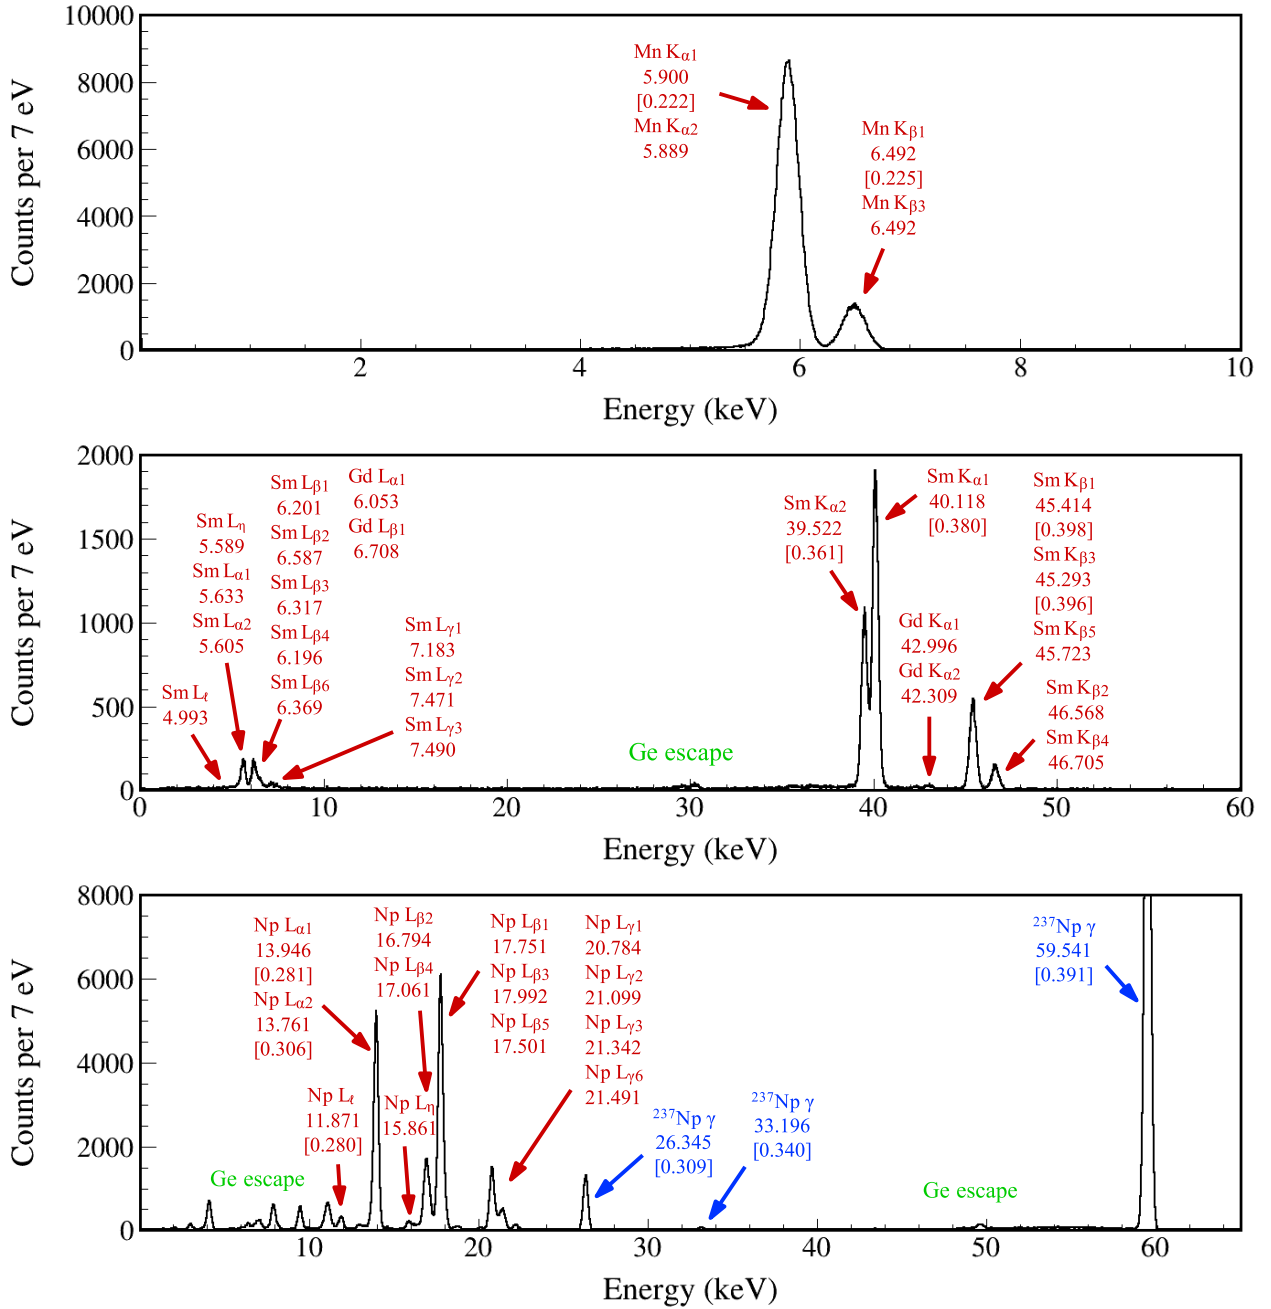 10000
8000
6000
4000
2000
0
Counts per 7 eV
Mn Kα1
5.900
[0.222]
Mn Kα2
5.889
Mn Kβ1
6.492
[0.225]
Mn Kβ3
6.492
2 4 6 8 10
Energy (keV)
2000
1500
1000
500
0
Counts per 7 eV
Sm Lℓ
4.993
Sm Lη
5.589
Sm Lα1
5.633
Sm Lα2
5.605
Sm Lβ1
6.201
Sm Lβ2
6.587
Sm Lβ3
6.317
Sm Lβ4
6.196
Sm Lβ6
6.369
Gd Lα1
6.053
Gd Lβ1
6.708
Sm Lγ1
7.183
Sm Lγ2
7.471
Sm Lγ3
7.490
Ge escape
Sm Kα2
39.522
[0.361]
Sm Kα1
40.118
[0.380]
Gd Kα1
42.996
Gd Kα2
42.309
Sm Kβ1
45.414
[0.398]
Sm Kβ3
45.293
[0.396]
Sm Kβ5
45.723
Sm Kβ2
46.568
Sm Kβ4
46.705
0 10 20 30 40 50 60
Energy (keV)
8000
6000
4000
2000
0
Counts per 7 eV
Ge escape
Np Lα1
13.946
[0.281]
Np Lα2
13.761
[0.306]
Np Lℓ
11.871
[0.280]
Np Lβ2
16.794
Np Lβ4
17.061
Np Lη
15.861
Np Lβ1
17.751
Np Lβ3
17.992
Np Lβ5
17.501
Np Lγ1
20.784
Np Lγ2
21.099
Np Lγ3
21.342
Np Lγ6
21.491
237Np γ
26.345
[0.309]
237Np γ
33.196
[0.340]
Ge escape
237Np γ
59.541
[0.391]
10 20 30 40 50 60
Energy (keV)